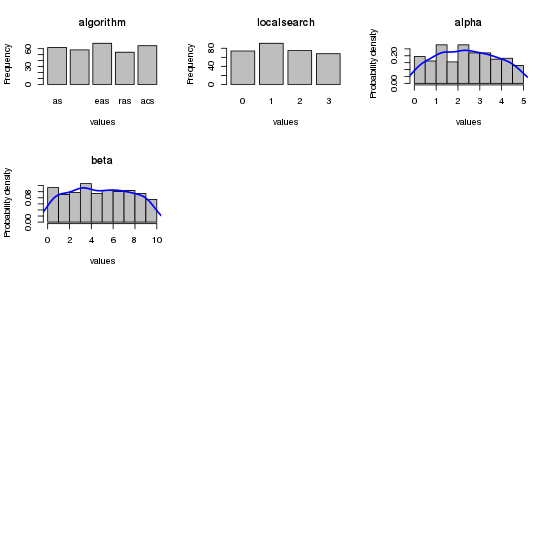 algorithm
Frequency
0 30 60
as eas ras acs
values
localsearch
Frequency
0 40 80
0 1 2 3
values
alpha
Probability density
0.00 0.20
0 1 2 3 4 5
values
beta
Probability density
0.00 0.08
0 2 4 6 8 10
values